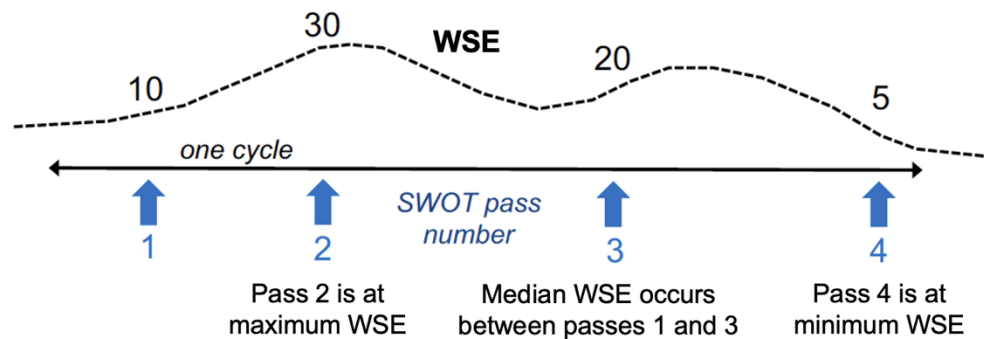 30
WSE
20
10
5
one cycle
SWOT pass
number
1
2
3
4
Pass 2 is at
maximum WSE
Median WSE occurs
between passes 1 and 3
Pass 4 is at
minimum WSE